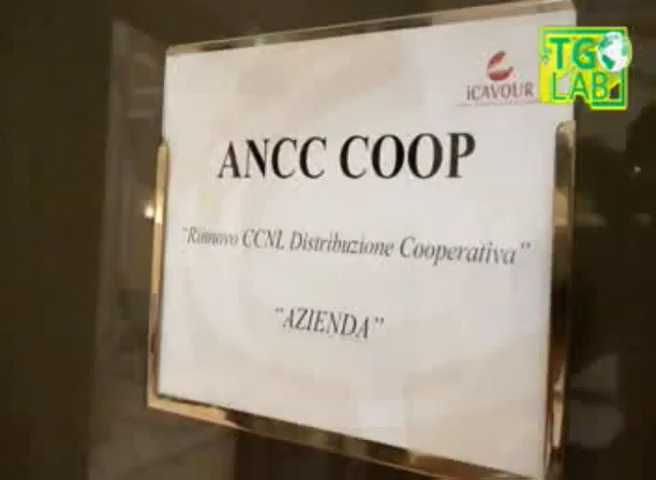 TG
LAB
iCAVOUR
ANCC COOP
"Rinnovo CCNL Distribuzione Cooperativa"
"AZIENDA"